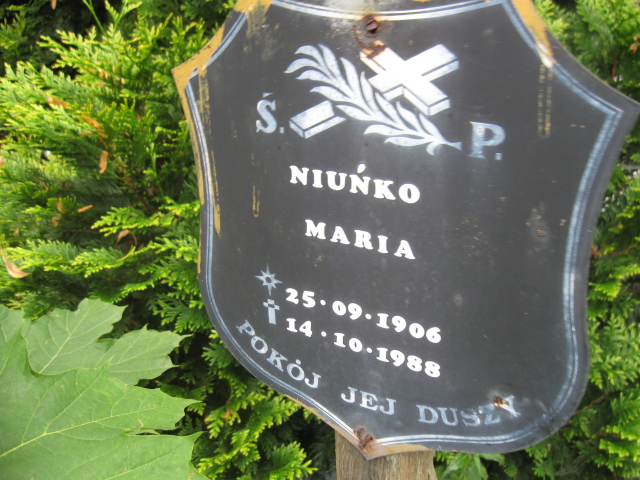 Ś. P.
NIUŃKO
MARIA
25·09·1906
14·10·1988
POKÓJ JEJ DUSZY